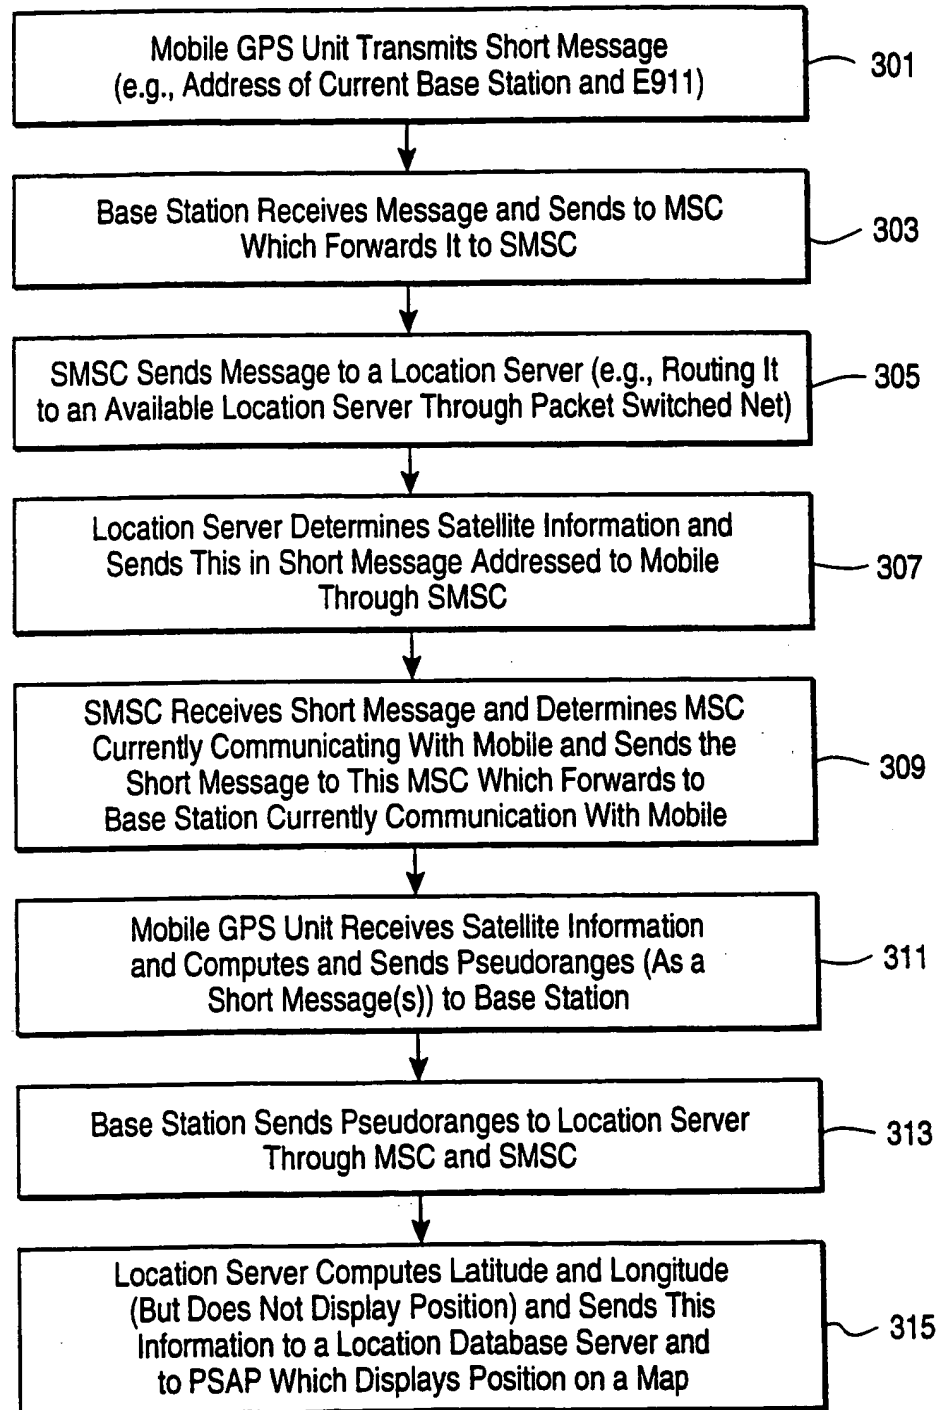 Mobile GPS Unit Transmits Short Message
(e.g., Address of Current Base Station and E911)
301
Base Station Receives Message and Sends to MSC
Which Forwards It to SMSC
303
SMSC Sends Message to a Location Server (e.g., Routing It
to an Available Location Server Through Packet Switched Net)
305
Location Server Determines Satellite Information and
Sends This in Short Message Addressed to Mobile
Through SMSC
307
SMSC Receives Short Message and Determines MSC
Currently Communicating With Mobile and Sends the
Short Message to This MSC Which Forwards to
Base Station Currently Communication With Mobile
309
Mobile GPS Unit Receives Satellite Information
and Computes and Sends Pseudoranges (As a
Short Message(s)) to Base Station
311
Base Station Sends Pseudoranges to Location Server
Through MSC and SMSC
313
Location Server Computes Latitude and Longitude
(But Does Not Display Position) and Sends This
Information to a Location Database Server and
to PSAP Which Displays Position on a Map
315